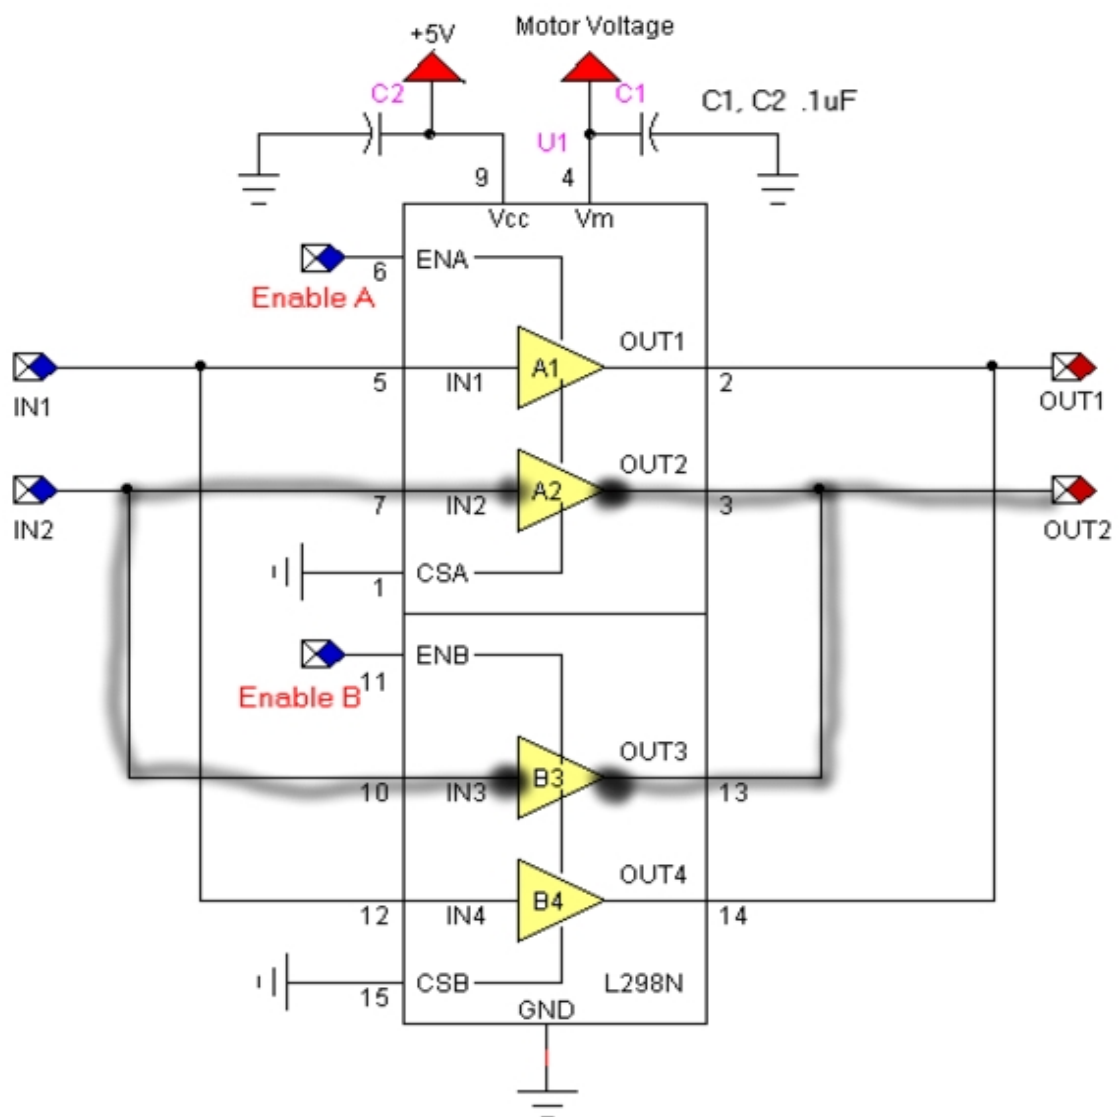 +5V
Motor Voltage
C2
C1
C1, C2 .1uF
U1
9
4
Vcc
Vm
6
ENA
Enable A
OUT1
IN1
5
IN1
A1
2
OUT1
OUT2
IN2
7
IN2
A2
3
OUT2
1
CSA
ENB
11
Enable B
OUT3
10
IN3
B3
13
OUT4
12
IN4
B4
14
15
CSB
L298N
GND